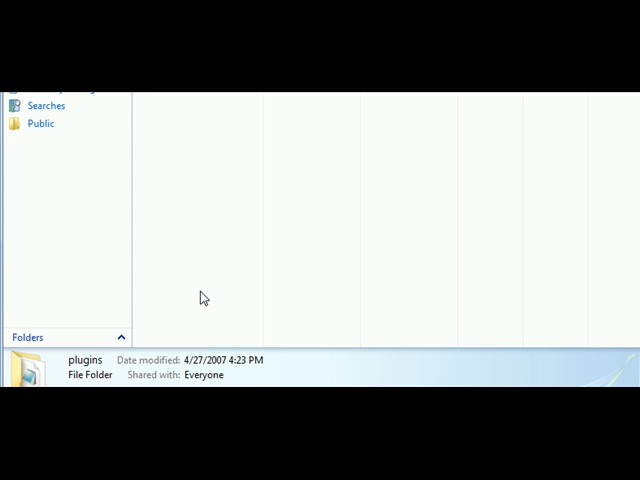 Searches
Public
Folders
plugins Date modified: 4/27/2007 4:23 PM
File Folder Shared with: Everyone